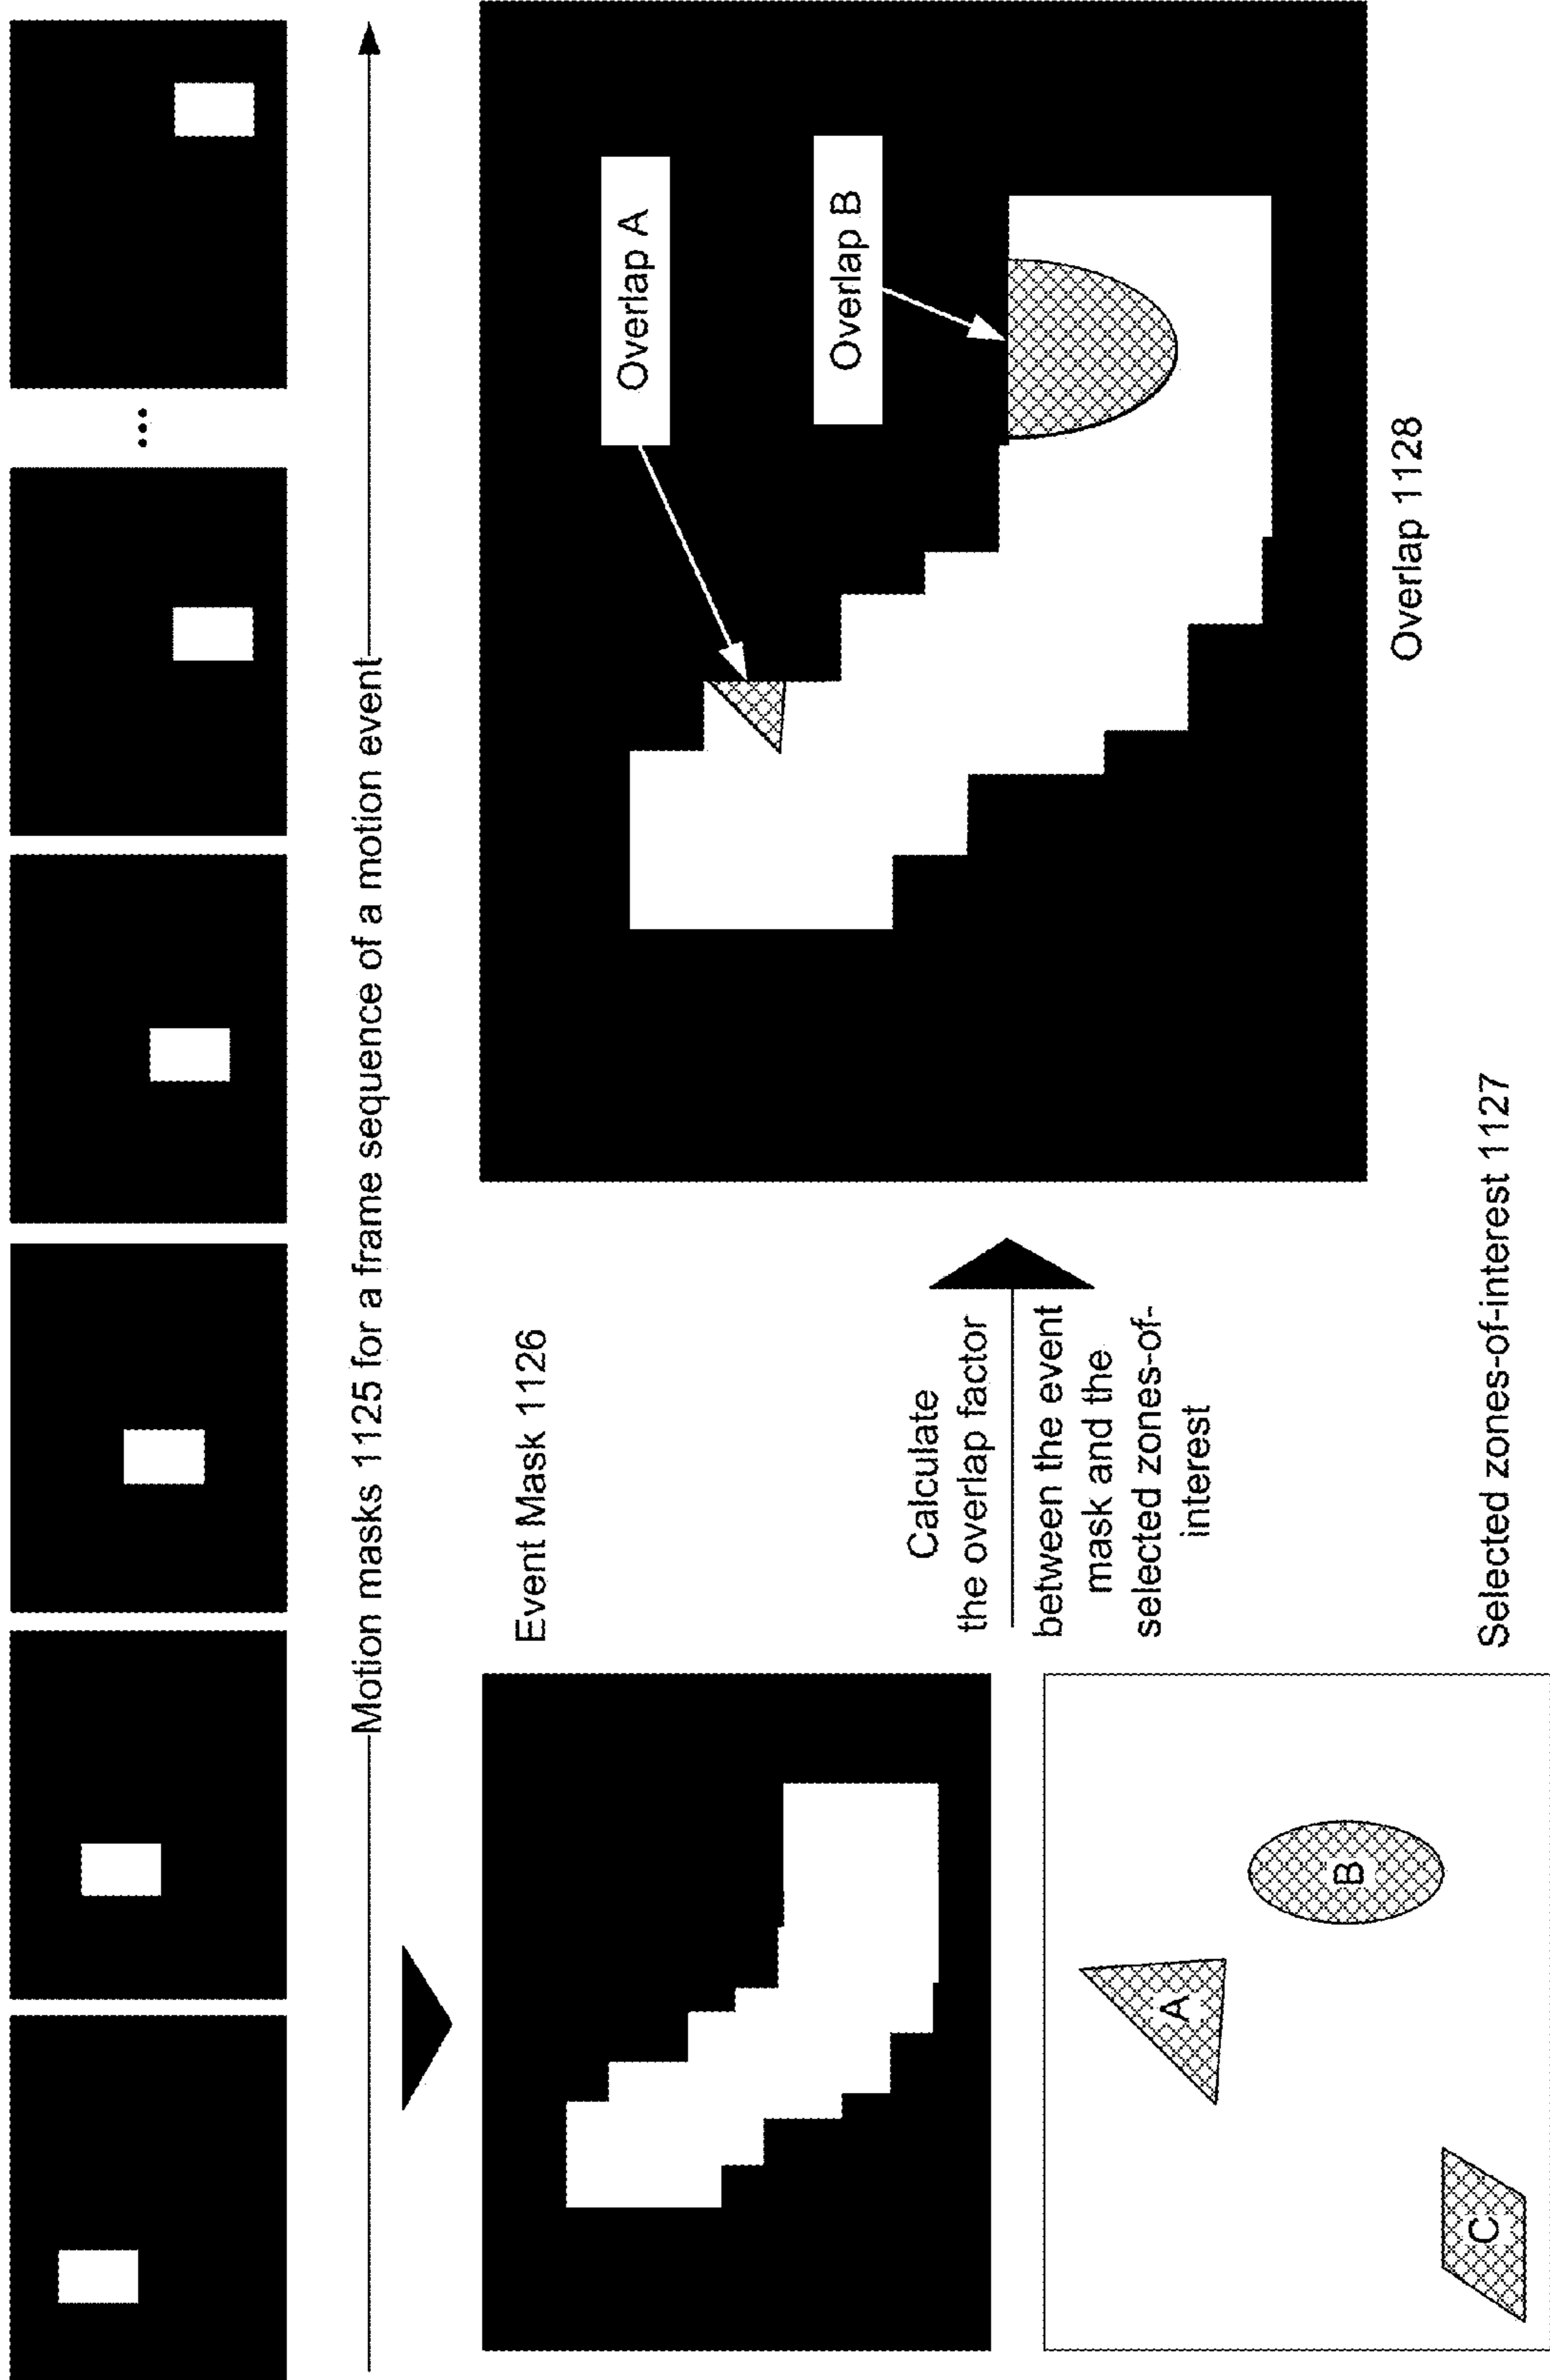 ...
Motion masks 1125 for a frame sequence of a motion event
Event Mask 1126
Calculate
the overlap factor
between the event
mask and the
selected zones-of-
interest
A
B
C
Selected zones-of-interest 1127
Overlap A
Overlap B
Overlap 1128